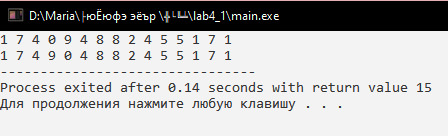 D:\Maria\├юЁюфэ эёър \╫└╚╩\lab4_1\main.exe
1 7 4 0 9 4 8 8 2 4 5 5 1 7 1
1 7 4 9 0 4 8 8 2 4 5 5 1 7 1
--------------------------------
Process exited after 0.14 seconds with return value 15
Для продолжения нажмите любую клавишу . . .